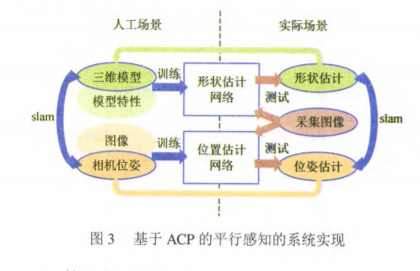 人工场景
实际场景
三维模型
训练
形状估计
网络
形状估计
模型特性
测试
slam
采集图像
slam
图像
训练
位置估计
网络
测试
相机位姿
位姿估计
图 3 基于 ACP 的平行感知的系统实现